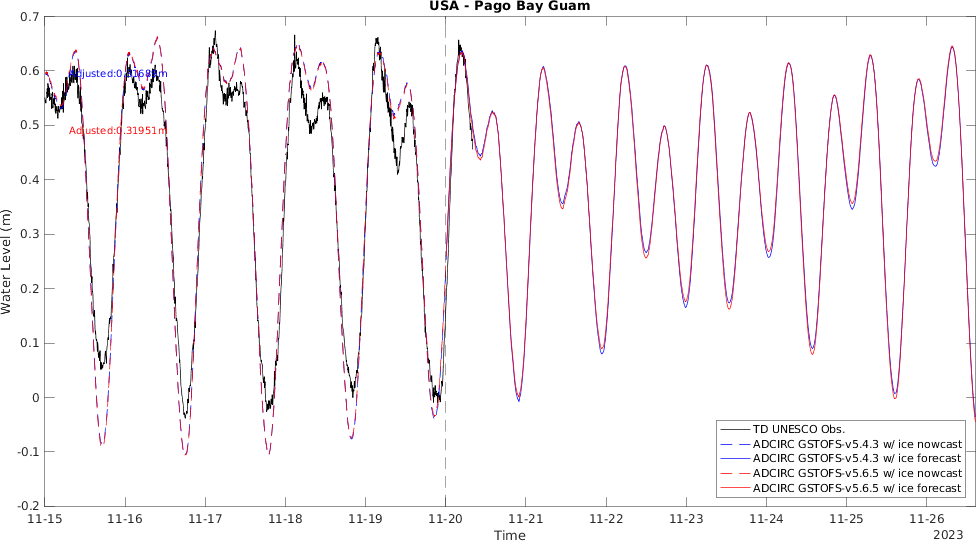 USA - Pago Bay Guam
0.7
0.6
0.5
0.4
0.3
0.2
0.1
0
-0.1
-0.2
Water Level (m)
Adjusted:0.31951m
TD UNESCO Obs.
ADCIRC GSTOFS-v5.4.3 w/ ice nowcast
ADCIRC GSTOFS-v5.4.3 w/ ice forecast
ADCIRC GSTOFS-v5.6.5 w/ ice nowcast
ADCIRC GSTOFS-v5.6.5 w/ ice forecast
11-15 11-16 11-17 11-18 11-19 11-20 11-21 11-22 11-23 11-24 11-25 11-26
2023
Time